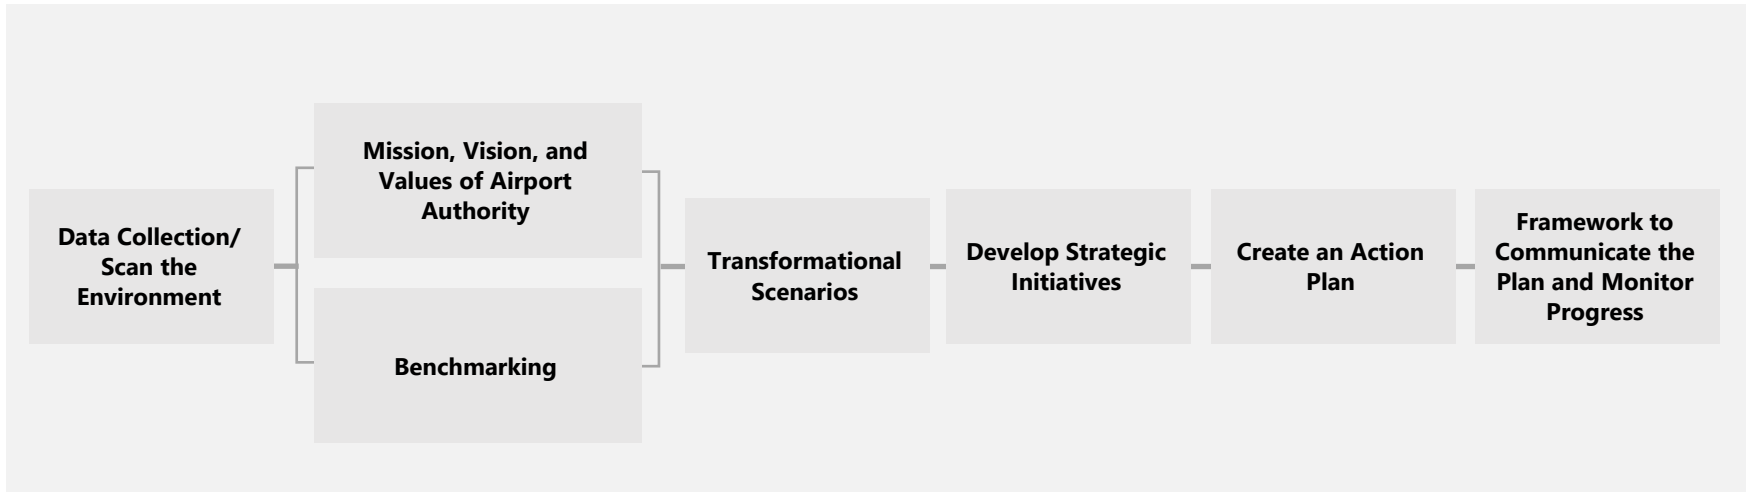 Data Collection/
Scan the
Environment
Mission, Vision, and
Values of Airport
Authority
Benchmarking
Transformational
Scenarios
Develop Strategic
Initiatives
Create an Action
Plan
Framework to
Communicate the
Plan and Monitor
Progress